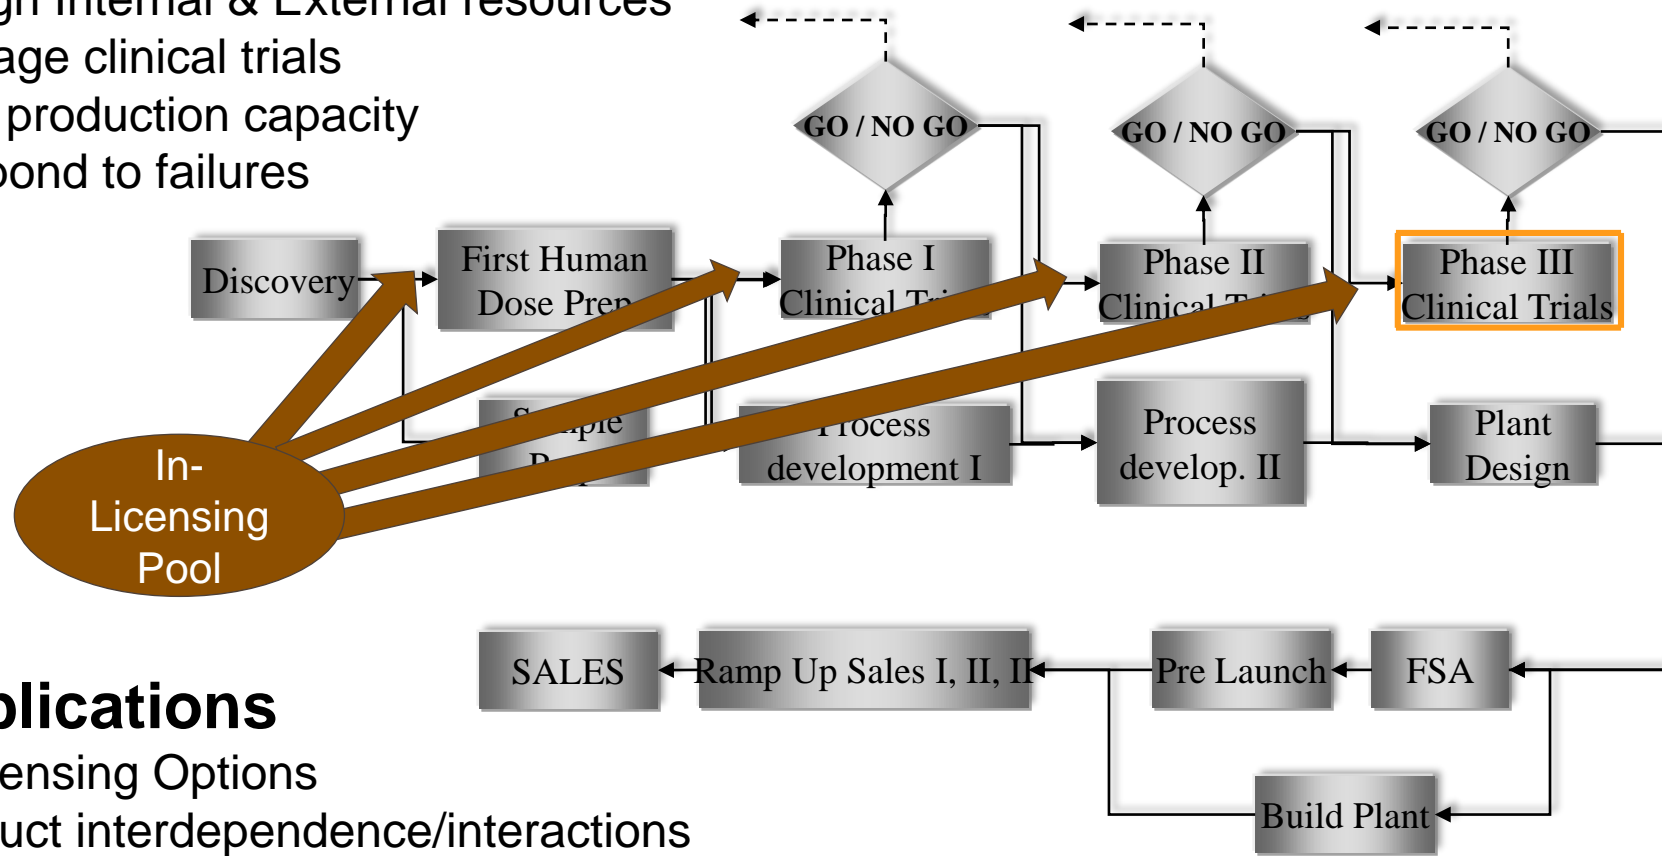 gn Internal & External resources
age clinical trials
production capacity
pond to failures
GO / NO GO
GO / NO GO
GO / NO GO
Discovery
First Human
Dose Prep
Phase I
Clinical
Phase II
Clinical
Phase III
Clinical Trials
Process
development I
Process
develop. II
Plant
Design
In-
Licensing
Pool
SALES
Ramp Up Sales I, II, II
Pre Launch
FSA
Build Plant
plications
ensing Options
uct interdependence/interactions